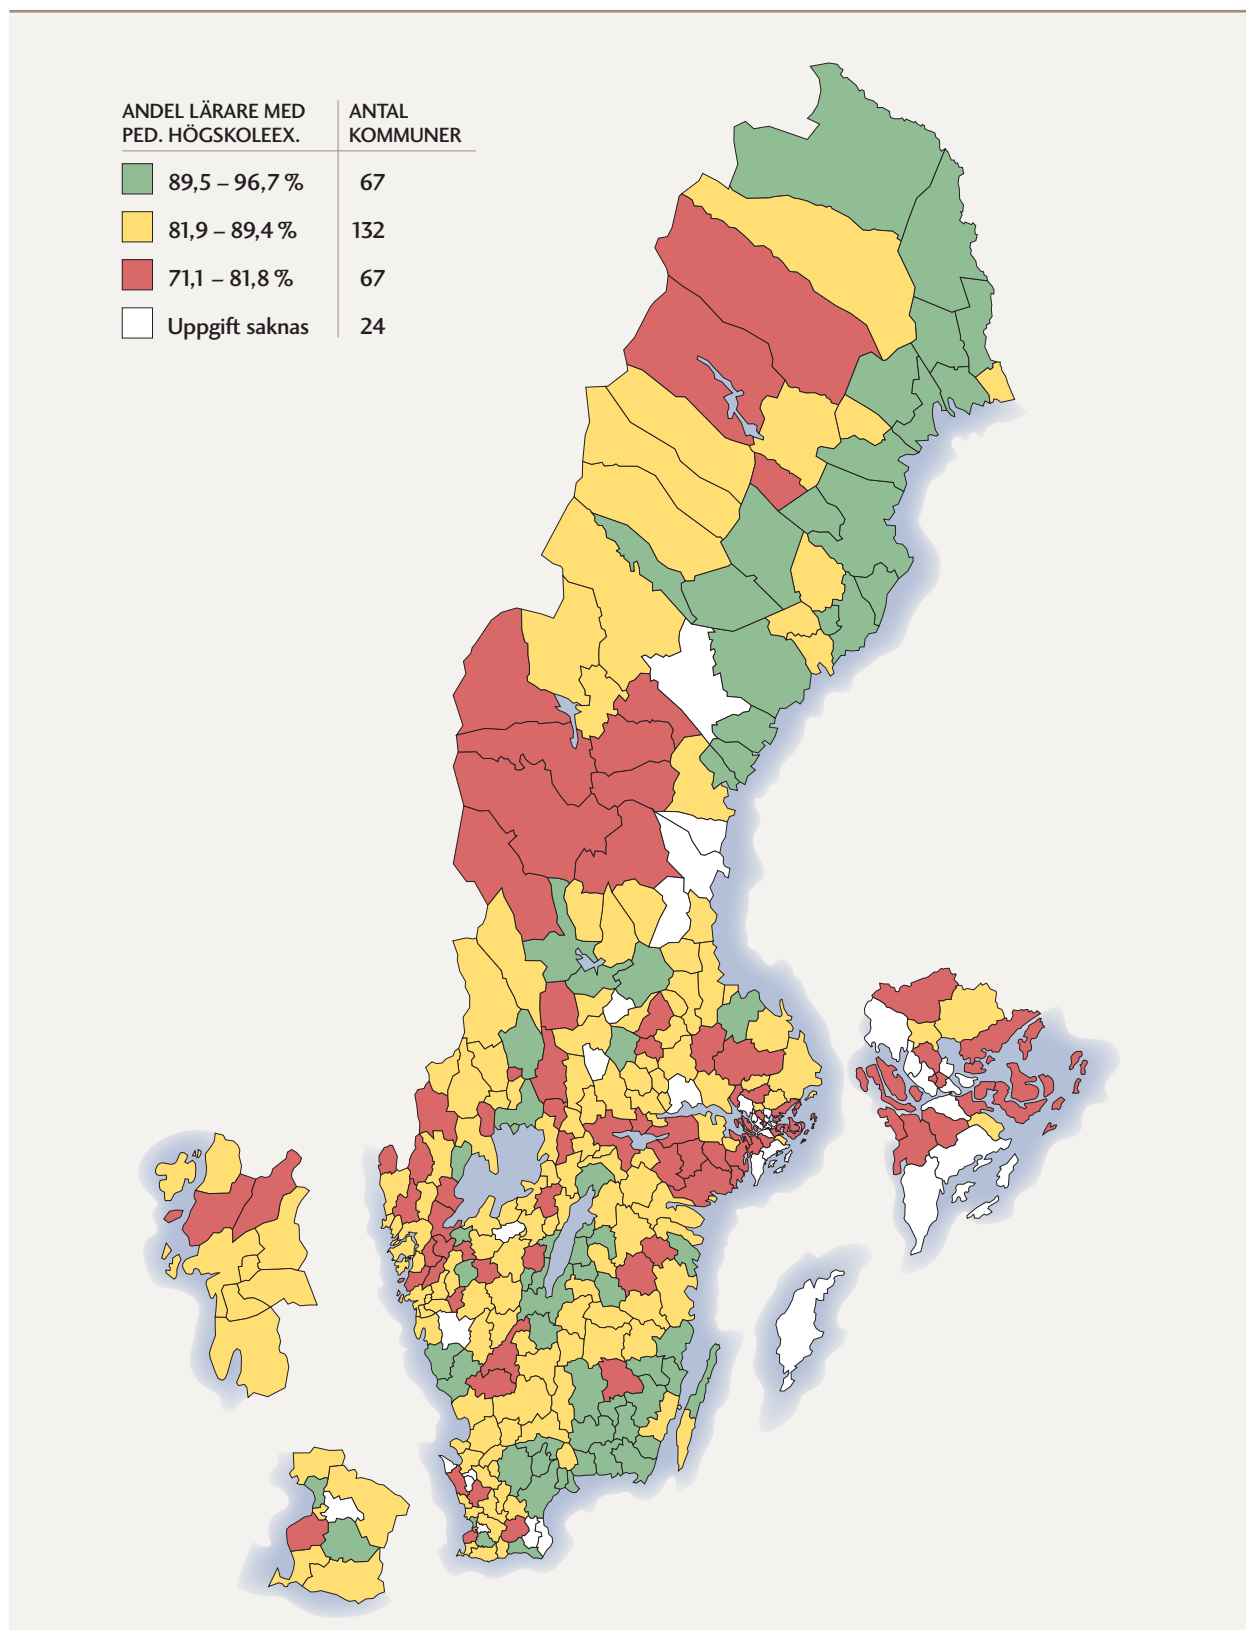 ANDEL LÄRARE MED
PED. HÖGSKOLEEX.
ANTAL
KOMMUNER
89,5 – 96,7 % 67
81,9 – 89,4 % 132
71,1 – 81,8 % 67
Uppgift saknas 24